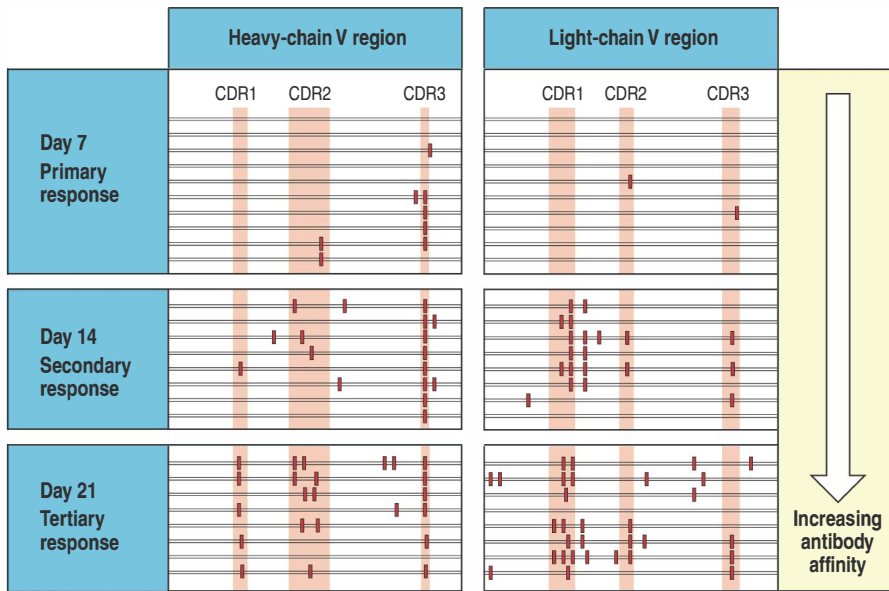 Heavy-chain V region
Light-chain V region
CDR1 CDR2 CDR3
CDR1 CDR2 CDR3
Day 7
Primary
response
Day 14
Secondary
response
Day 21
Tertiary
response
Increasing
antibody
affinity